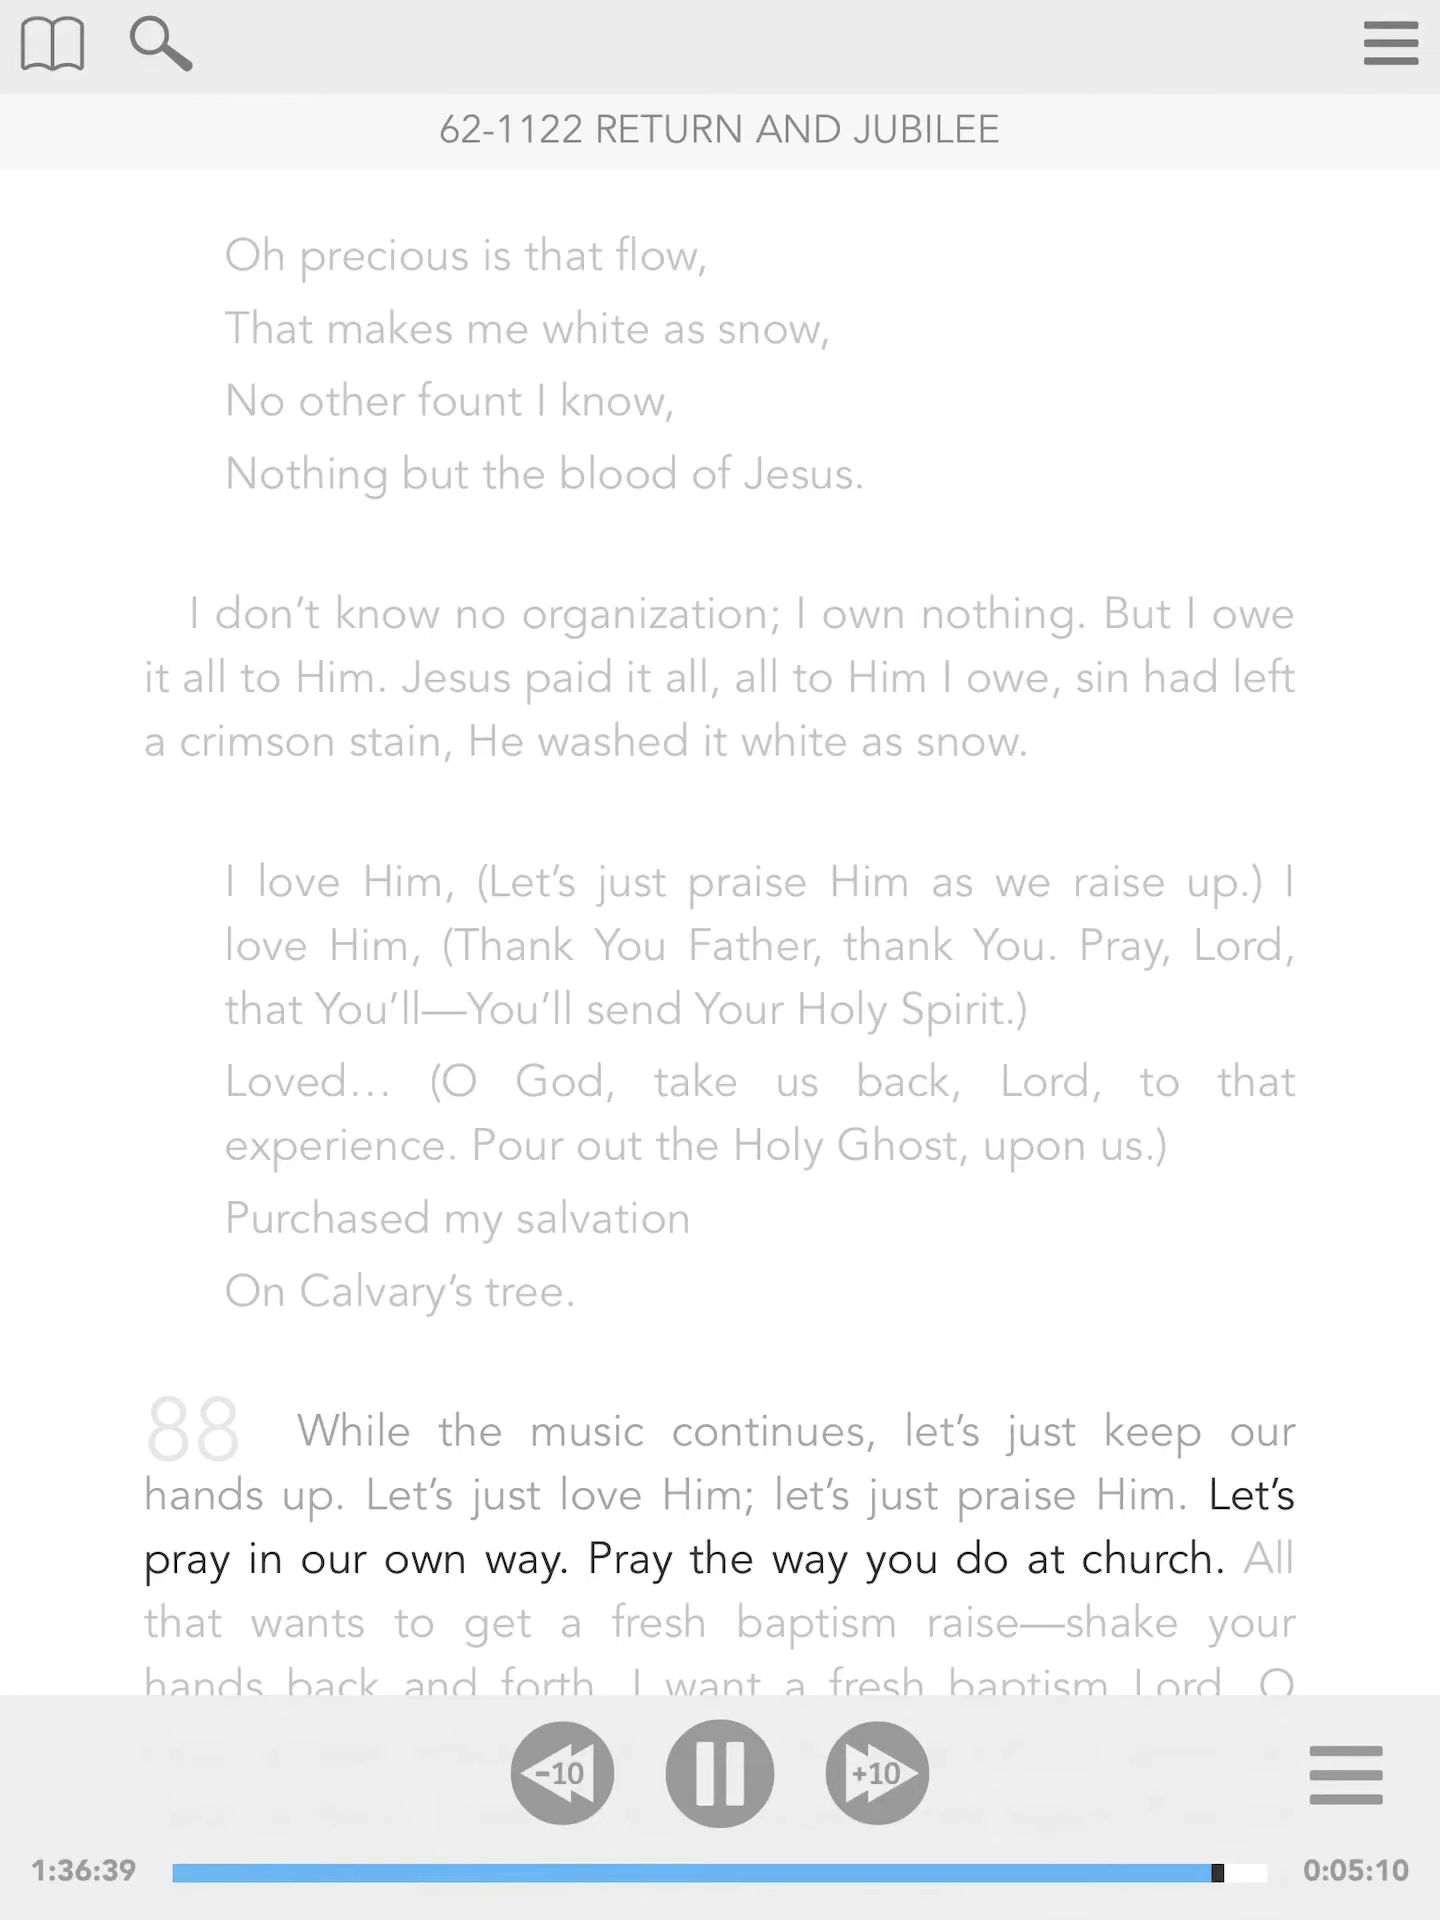 62-1122 RETURN AND JUBILEE
Oh precious is that flow,
That makes me white as snow,
No other fount I know,
Nothing but the blood of Jesus.
I don’t know no organization; I own nothing. But I owe
it all to Him. Jesus paid it all, all to Him I owe, sin had left
a crimson stain, He washed it white as snow.
I love Him, (Let’s just praise Him as we raise up.) I
love Him, (Thank You Father, thank You. Pray, Lord,
that You’ll—You’ll send Your Holy Spirit.)
Loved… (O God, take us back, Lord, to that
experience. Pour out the Holy Ghost, upon us.)
Purchased my salvation
On Calvary’s tree.
88 While the music continues, let’s just keep our
hands up. Let’s just love Him; let’s just praise Him. Let’s
pray in our own way. Pray the way you do at church. All
that wants to get a fresh baptism raise—shake your
hands back and forth. I want a fresh baptism Lord. O
-10 +10
1:36:39 0:05:10